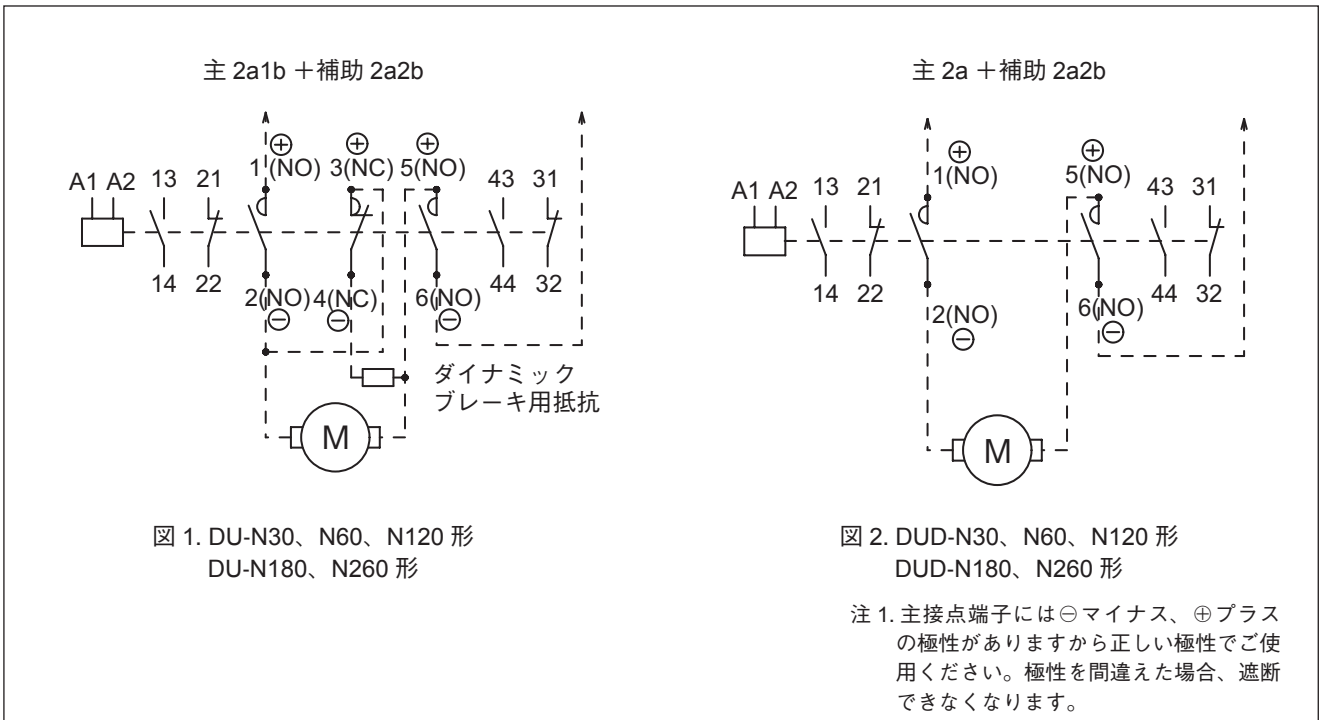 主 2a1b ＋補助 2a2b
⊕ ⊕ ⊕
1(NO) 3(NC) 5(NO)
A1 A2 13 21 43 31
14 22 44 32
2(NO) 4(NC) 6(NO)
⊖ ⊖ ⊖
ダイナミック
ブレーキ用抵抗
M
図 1. DU-N30、N60、N120 形
DU-N180、N260 形
主 2a ＋補助 2a2b
⊕ ⊕
1(NO) 5(NO)
A1 A2 13 21 43 31
14 22 44 32
2(NO) 6(NO)
⊖ ⊖
M
図 2. DUD-N30、N60、N120 形
DUD-N180、N260 形
注 1. 主接点端子には⊖マイナス、⊕プラス
の極性がありますから正しい極性でご使
用ください。極性を間違えた場合、遮断
できなくなります。